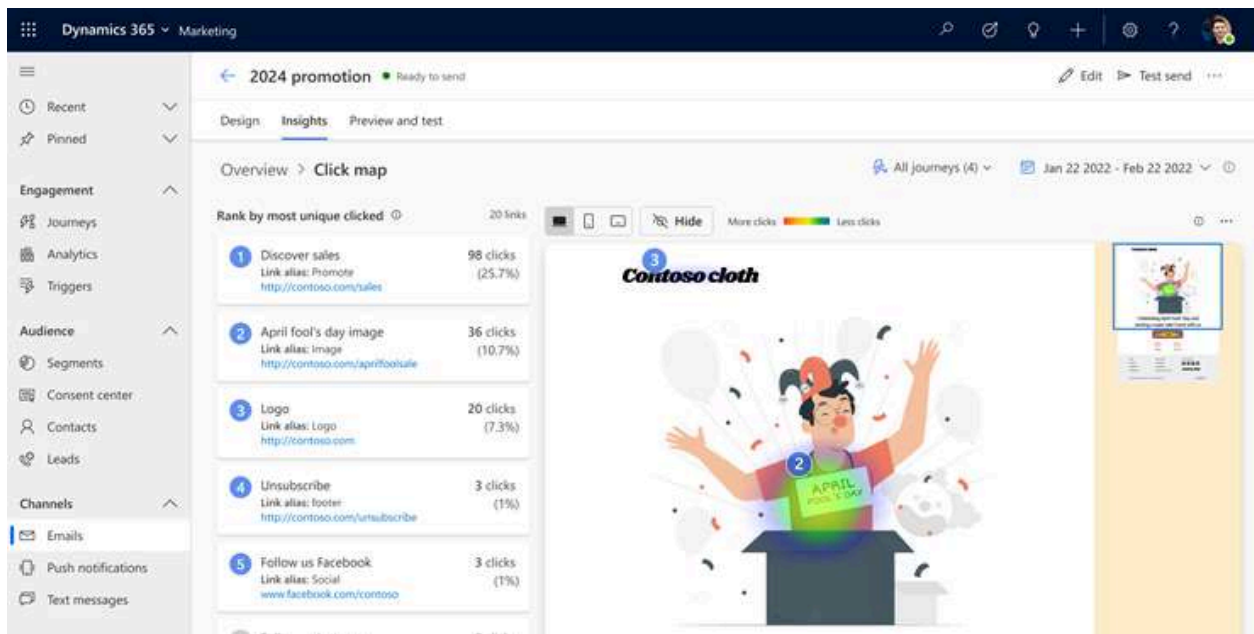 Dynamics 365 Marketing
2024 promotion Ready to send
Edit Test send
Recent
Pinned
Design Insights Preview and test
Overview > Click map
All journeys (4) Jan 22 2022 - Feb 22 2022
Engagement
Journeys
Analytics
Triggers
Audience
Segments
Consent center
Contacts
Leads
Channels
Emails
Push notifications
Text messages
Rank by most unique clicked 20 links
1 Discover sales 98 clicks
Link alias: Promote (25.7%)
http://contoso.com/sales
2 April fool's day image 36 clicks
Link alias: Image (10.7%)
http://contoso.com/aprilfoolsale
3 Logo 20 clicks
Link alias: Logo (7.3%)
http://contoso.com
4 Unsubscribe 3 clicks
Link alias: footer (1%)
http://contoso.com/unsubscribe
5 Follow us Facebook 3 clicks
Link alias: Social (1%)
www.facebook.com/contoso
Hide More clicks Less clicks
3
Contoso cloth
2
APRIL
FOOL'S DAY